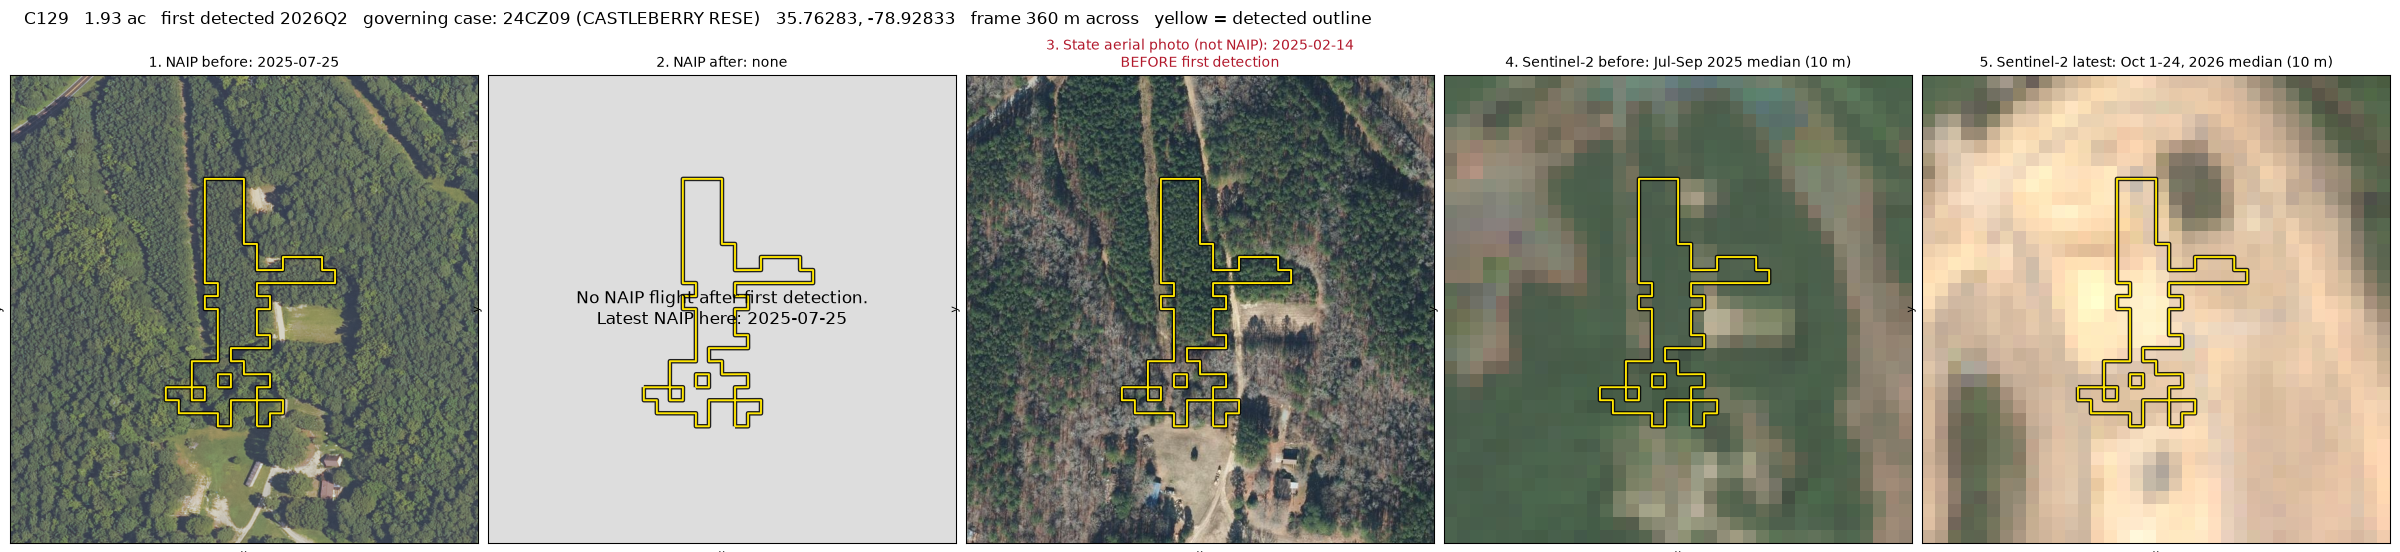 C129   1.93 ac   first detected 2026Q2   governing case: 24CZ09 (CASTLEBERRY RESE)   35.76283, -78.92833   frame 360 m across   yellow = detected outline
1. NAIP before: 2025-07-25
2. NAIP after: none
3. State aerial photo (not NAIP): 2025-02-14
BEFORE first detection
4. Sentinel-2 before: Jul-Sep 2025 median (10 m)
5. Sentinel-2 latest: Oct 1-24, 2026 median (10 m)
No NAIP flight after first detection.
Latest NAIP here: 2025-07-25